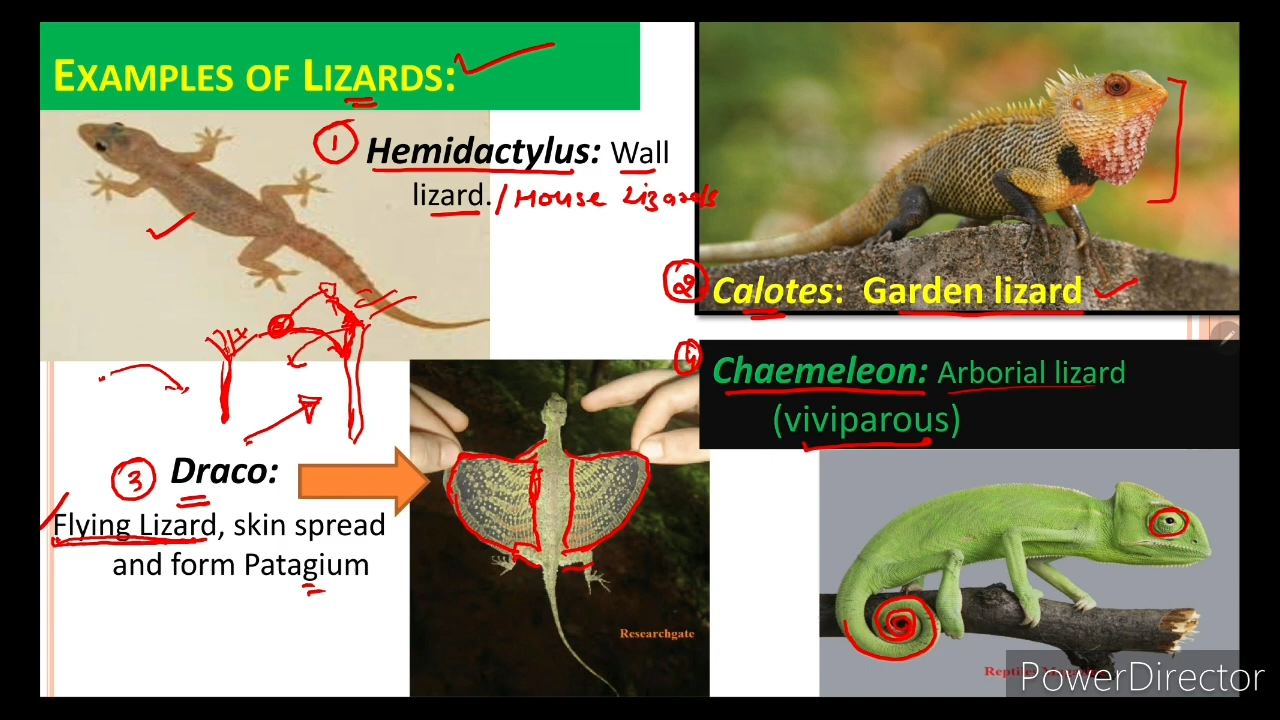 EXAMPLES OF LIZARDS:
1 Hemidactylus: Wall
lizard. / House Lizards
2 Calotes: Garden lizard
4 Chaemeleon: Arborial lizard
(viviparous)
3 Draco:
Flying Lizard, skin spread
and form Patagium
Researchgate
Reptiles
PowerDirector